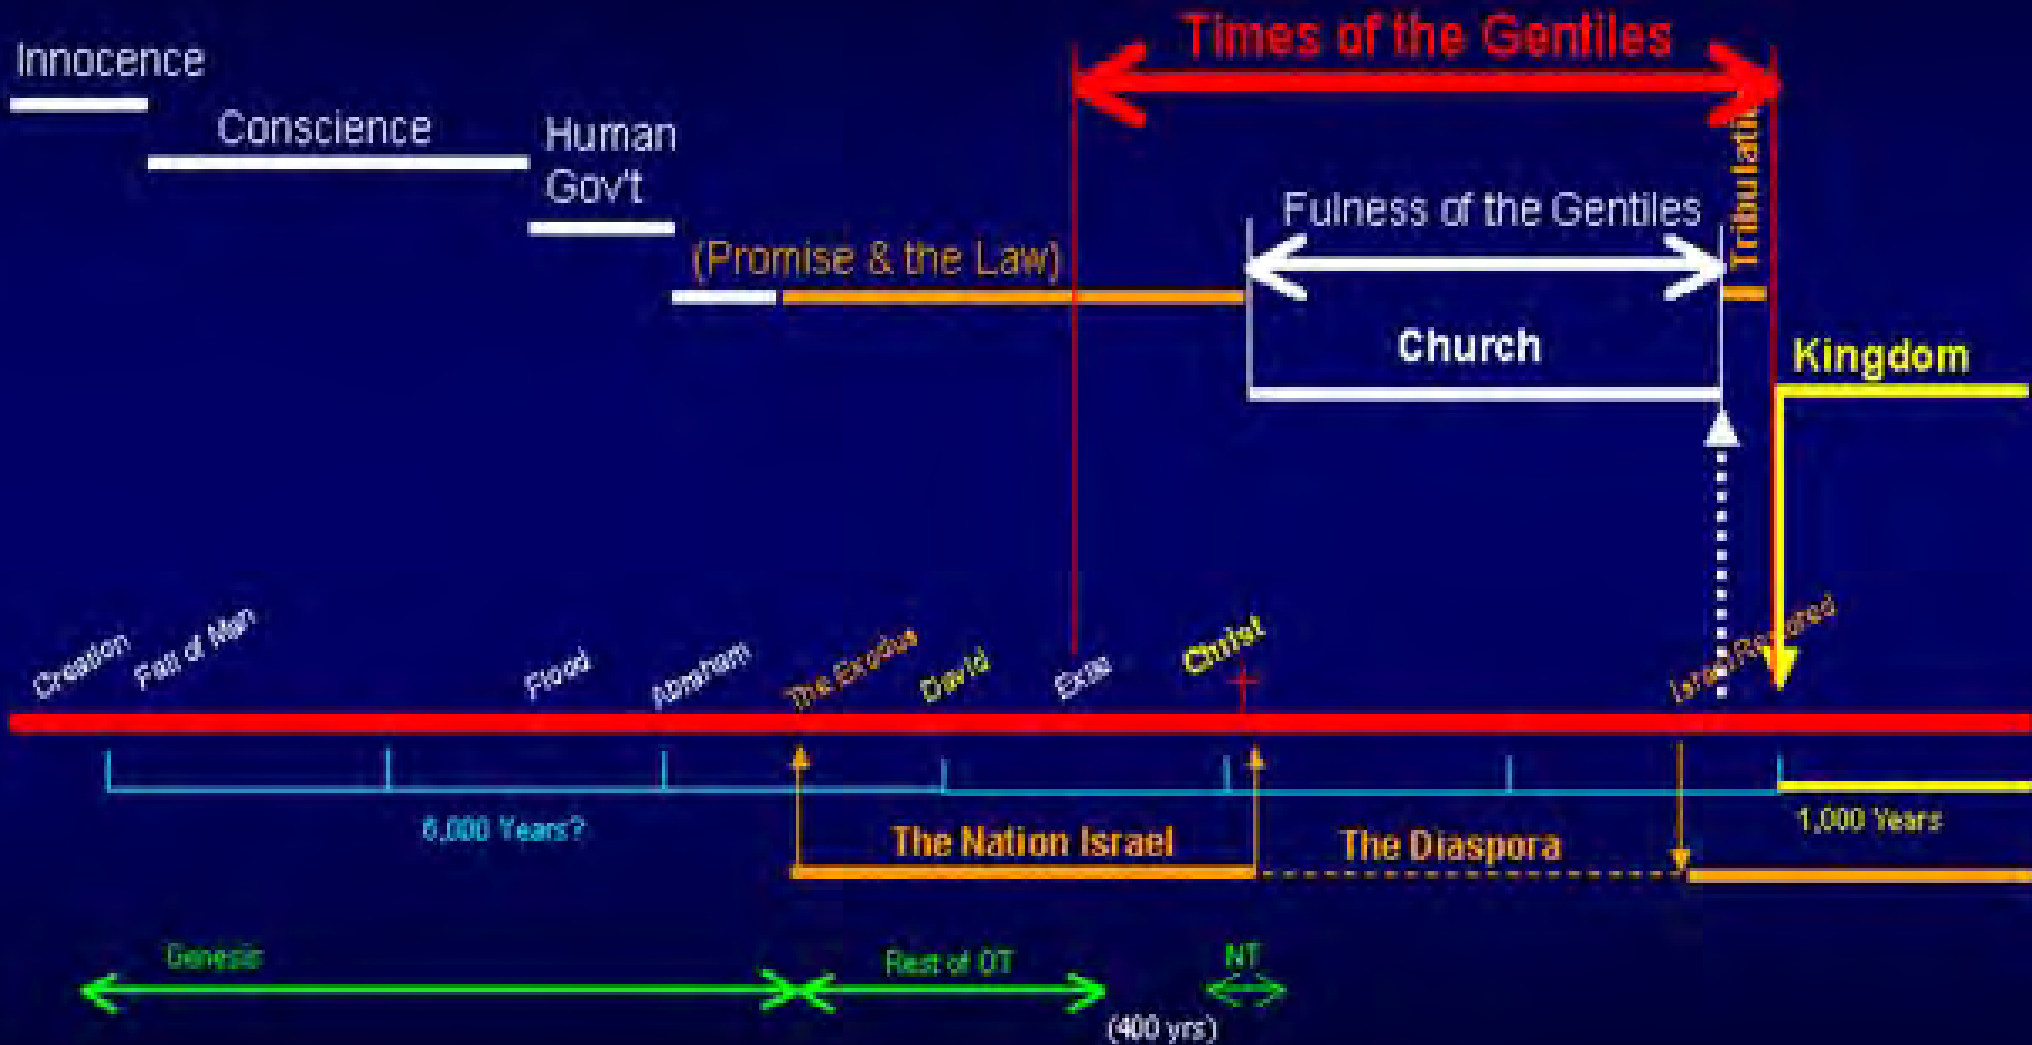 Times of the Gentiles
Innocence
Conscience
Human
Gov't
Tribulati
Fulness of the Gentiles
(Promise & the Law)
Church
Kingdom
Creation
Fall of Man
Flood
Abraham
The Exodus
David
Exile
Christ
Israel Restored
6,000 Years?
1,000 Years
The Nation Israel
The Diaspora
Genesis
Rest of OT
NT
(400 yrs)